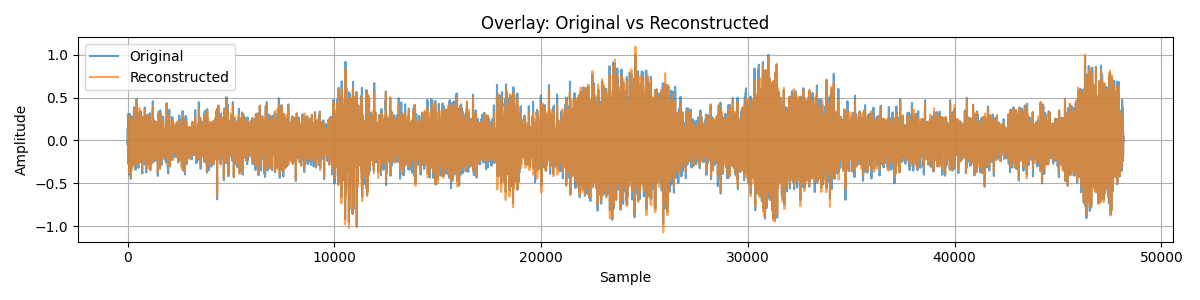 Overlay: Original vs Reconstructed
Original
Reconstructed
1.0
0.5
0.0
−0.5
−1.0
Amplitude
0
10000
20000
30000
40000
50000
Sample